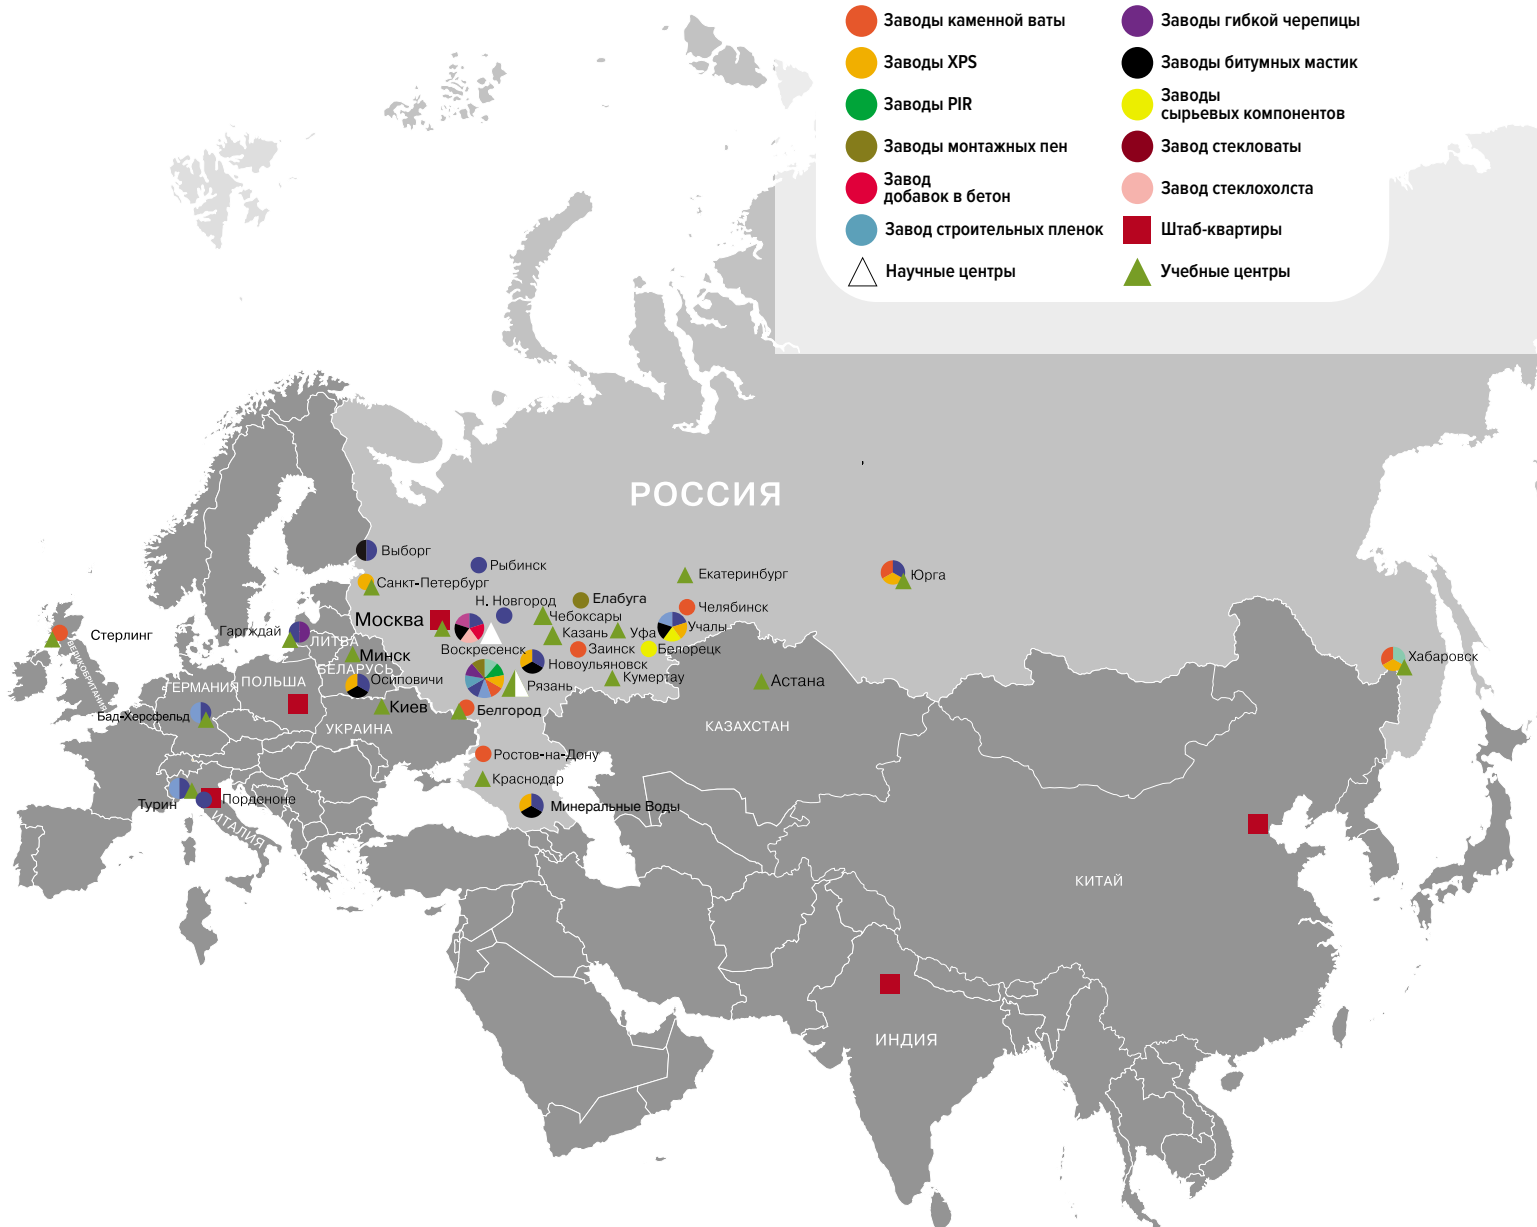 Заводы каменной ваты
Заводы XPS
Заводы PIR
Заводы монтажных пен
Завод
добавок в бетон
Завод строительных пленок
Научные центры
Заводы гибкой черепицы
Заводы битумных мастик
Заводы
сырьевых компонентов
Завод стекловаты
Завод стеклохолста
Штаб-квартиры
Учебные центры
РОССИЯ
Выборг
Рыбинск
Санкт-Петербург
Екатеринбург
Юрга
Н. Новгород
Елабуга
Челябинск
Москва
Чебоксары
Учалы
Стерлинг
Гаргждай
ЛИТВА
Казань
Уфа
ВЕЛИКОБРИТАНИЯ
Воскресенск
Заинск
Белорецк
Минск
Хабаровск
БЕЛАРУСЬ
Новоульяновск
ГЕРМАНИЯ
ПОЛЬША
Осиповичи
Рязань
Кумертау
Астана
Киев
Белгород
Бад-Херсфельд
УКРАИНА
КАЗАХСТАН
Ростов-на-Дону
Краснодар
Турин
Порденоне
Минеральные Воды
ИТАЛИЯ
КИТАЙ
ИНДИЯ